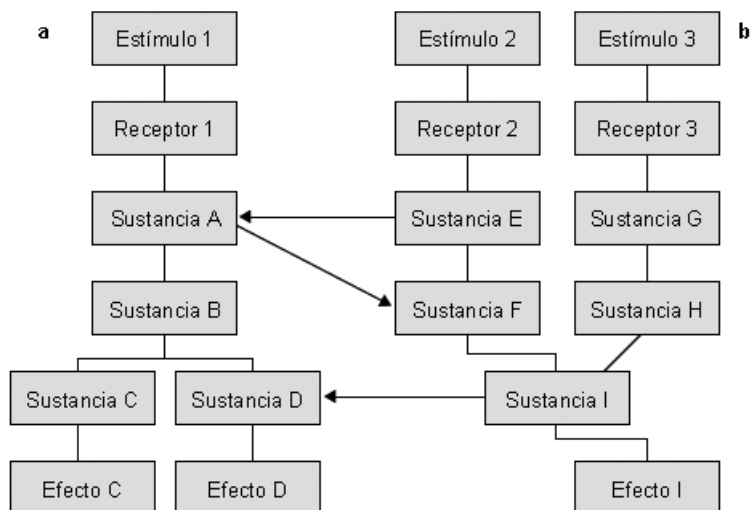 a
Estímulo 1
Estímulo 2
Estímulo 3
b
Receptor 1
Receptor 2
Receptor 3
Sustancia A
Sustancia E
Sustancia G
Sustancia B
Sustancia F
Sustancia H
Sustancia C
Sustancia D
Sustancia I
Efecto C
Efecto D
Efecto I